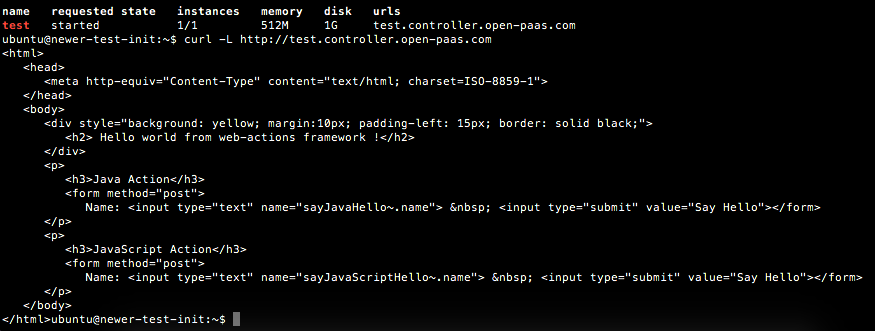 name   requested state   instances   memory   disk   urls
test   started           1/1         512M     1G     test.controller.open-paas.com
ubuntu@newer-test-init:~$ curl -L http://test.controller.open-paas.com
<html>
   <head>
      <meta http-equiv="Content-Type" content="text/html; charset=ISO-8859-1">
   </head>
   <body>
      <div style="background: yellow; margin:10px; padding-left: 15px; border: solid black;">
         <h2> Hello world from web-actions framework !</h2>
      </div>
      <p>
         <h3>Java Action</h3>
         <form method="post">
            Name: <input type="text" name="sayJavaHello~.name"> &nbsp; <input type="submit" value="Say Hello"></form>
      </p>
      <p>
         <h3>JavaScript Action</h3>
         <form method="post">
            Name: <input type="text" name="sayJavaScriptHello~.name"> &nbsp; <input type="submit" value="Say Hello"></form>
      </p>
   </body>
</html>ubuntu@newer-test-init:~$